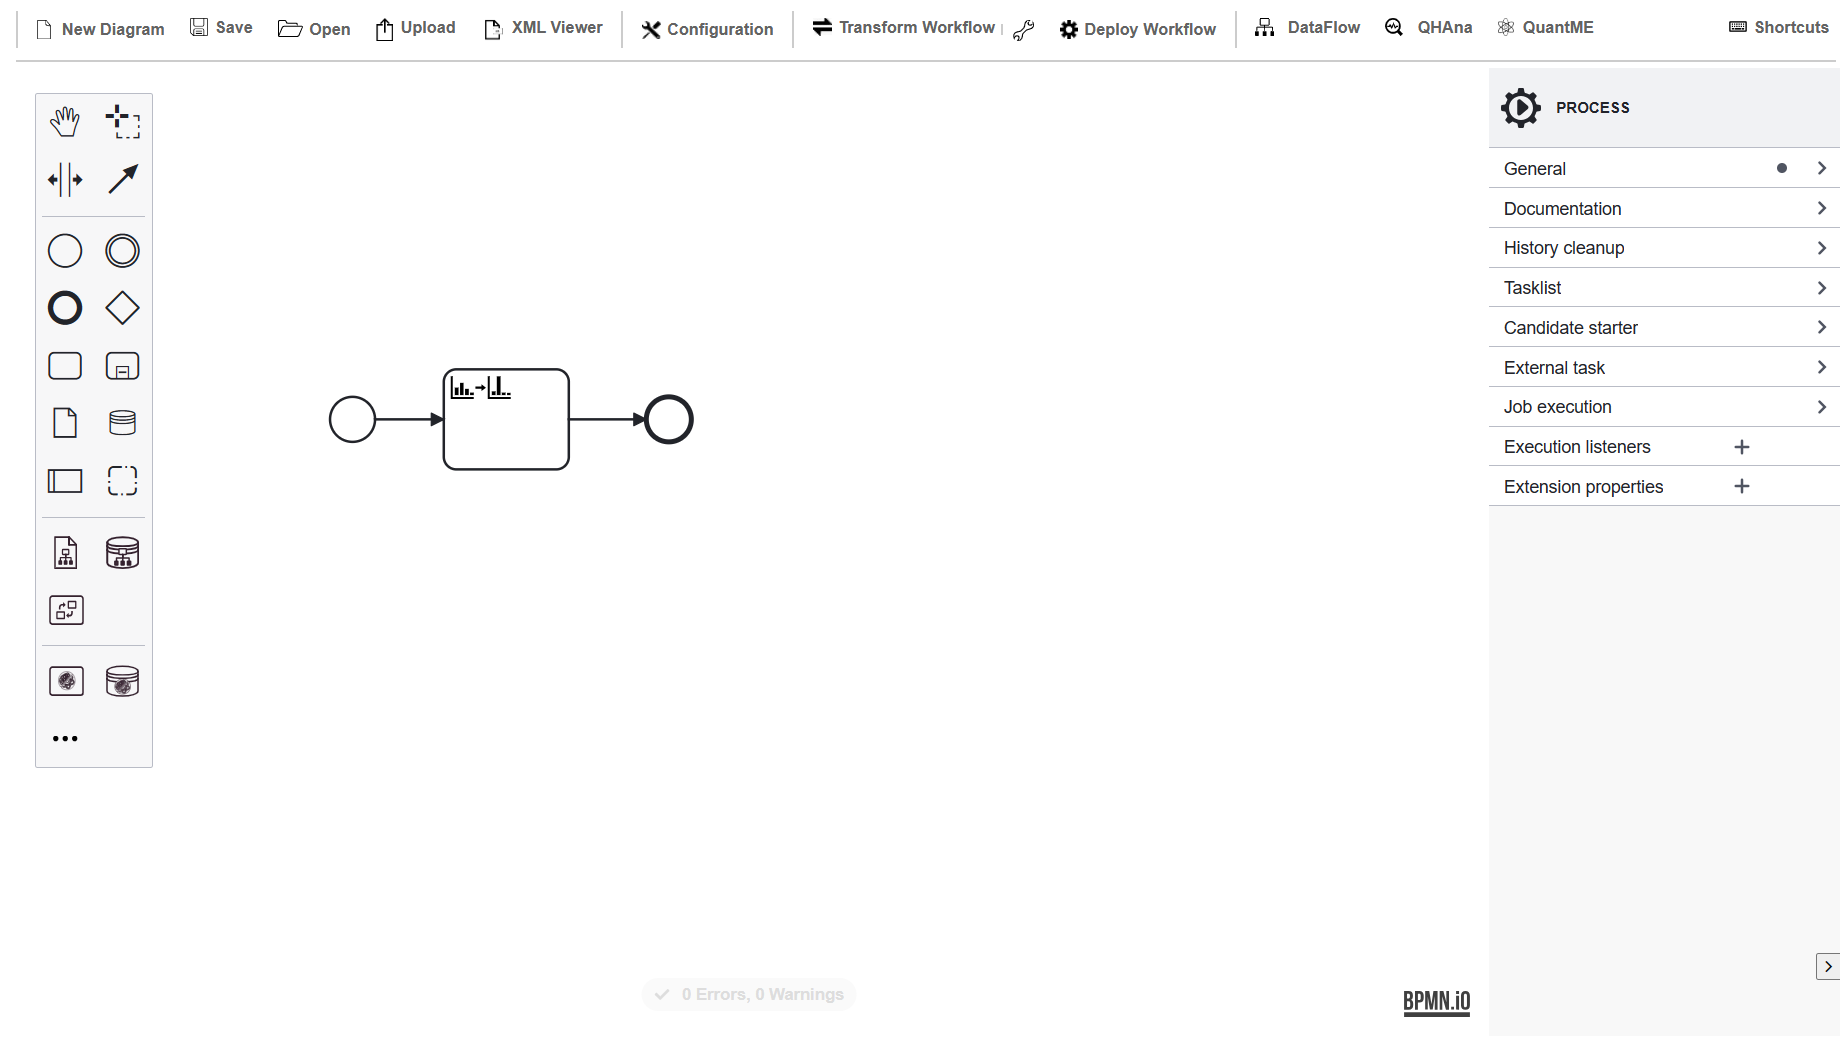 New Diagram Save Open Upload XML Viewer Configuration Transform Workflow Deploy Workflow DataFlow QHAna QuantME Shortcuts
PROCESS
General
Documentation
History cleanup
Tasklist
Candidate starter
External task
Job execution
Execution listeners
Extension properties
0 Errors, 0 Warnings
BPMN.iO